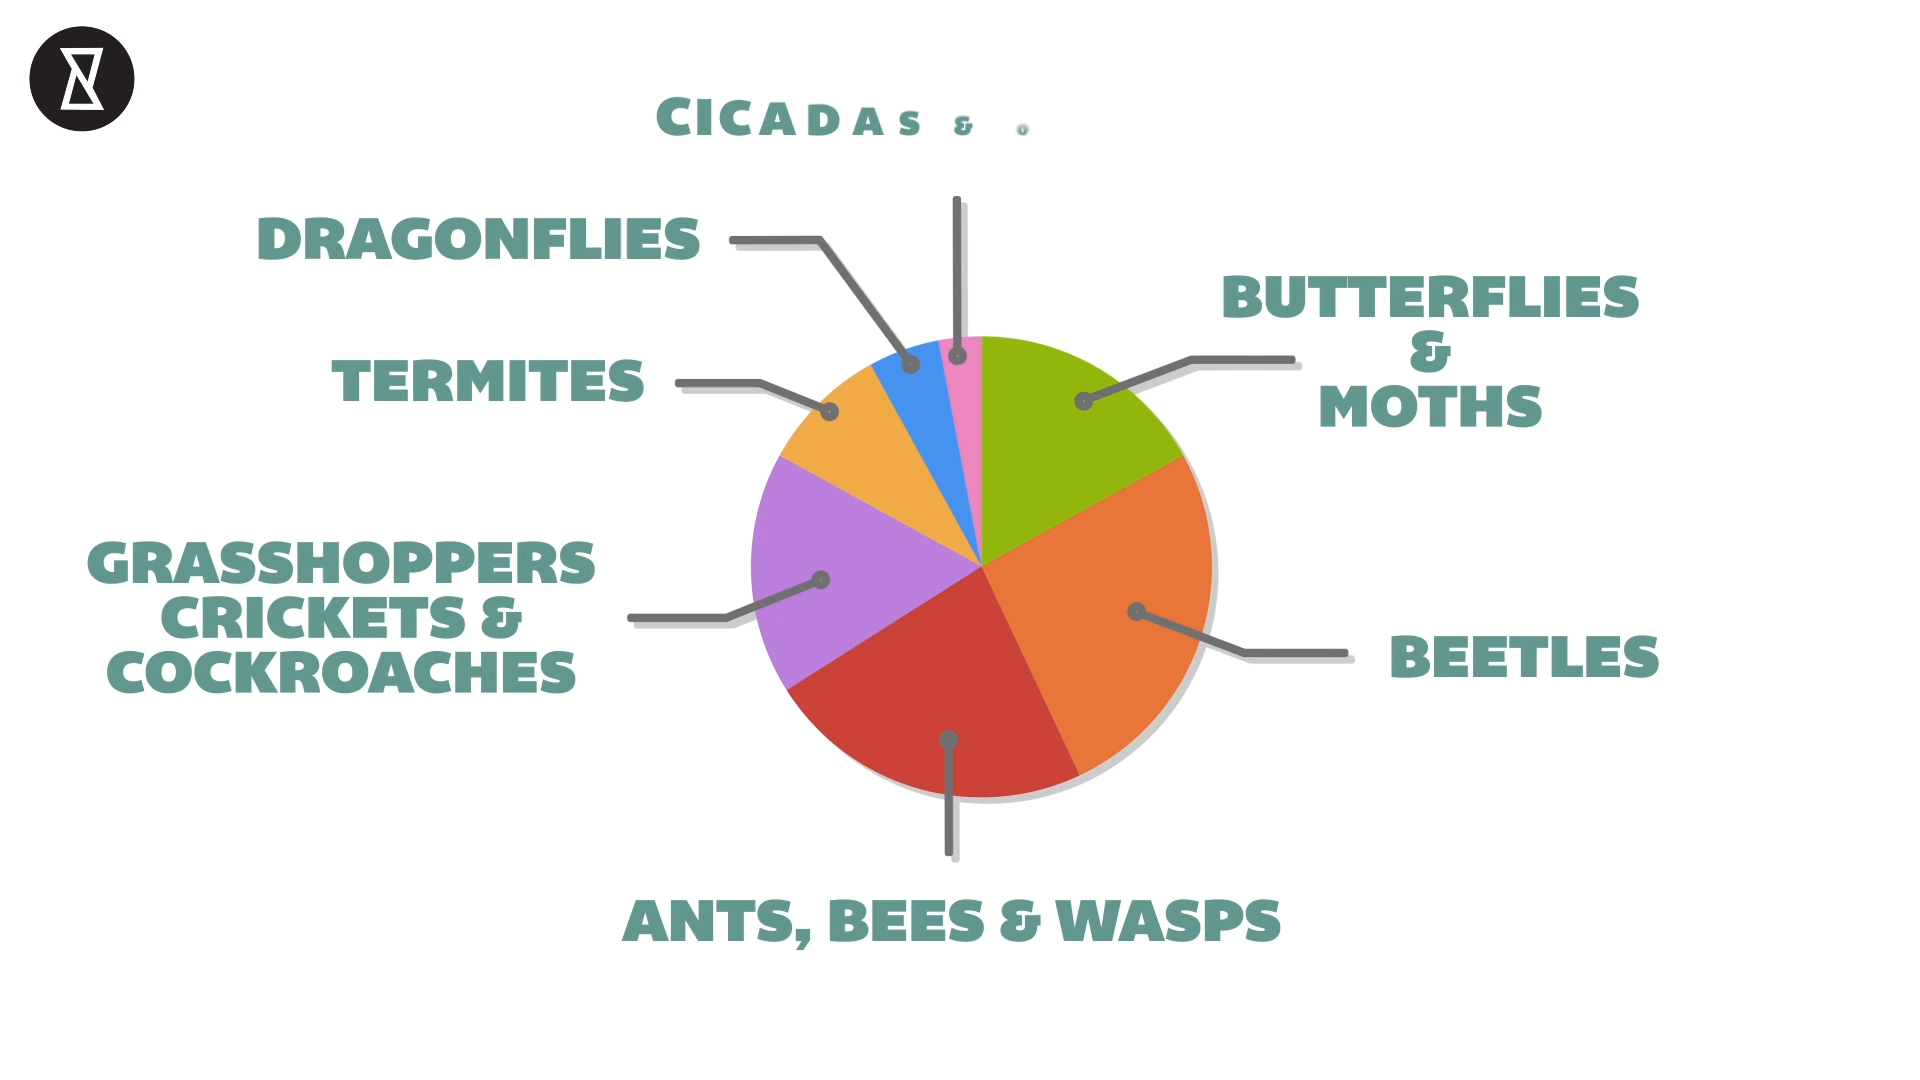 CICADAS &
DRAGONFLIES
BUTTERFLIES
&
MOTHS
TERMITES
GRASSHOPPERS
CRICKETS &
COCKROACHES
BEETLES
ANTS, BEES & WASPS